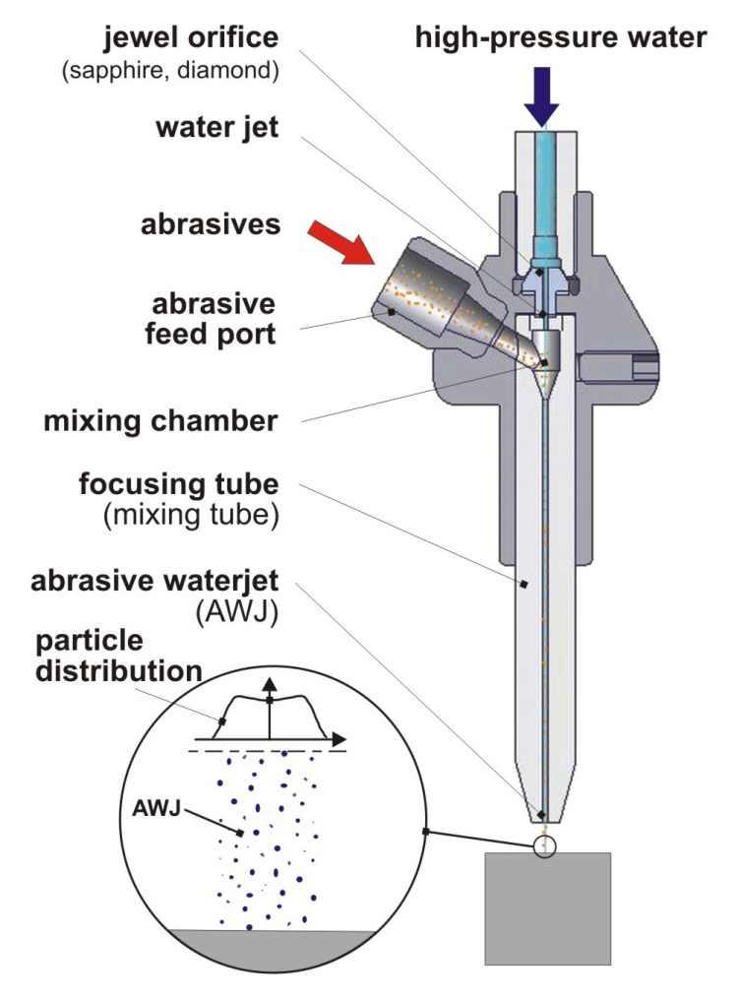 jewel orifice
(sapphire, diamond)
high-pressure water
water jet
abrasives
abrasive
feed port
mixing chamber
focusing tube
(mixing tube)
abrasive waterjet
(AWJ)
particle
distribution
AWJ